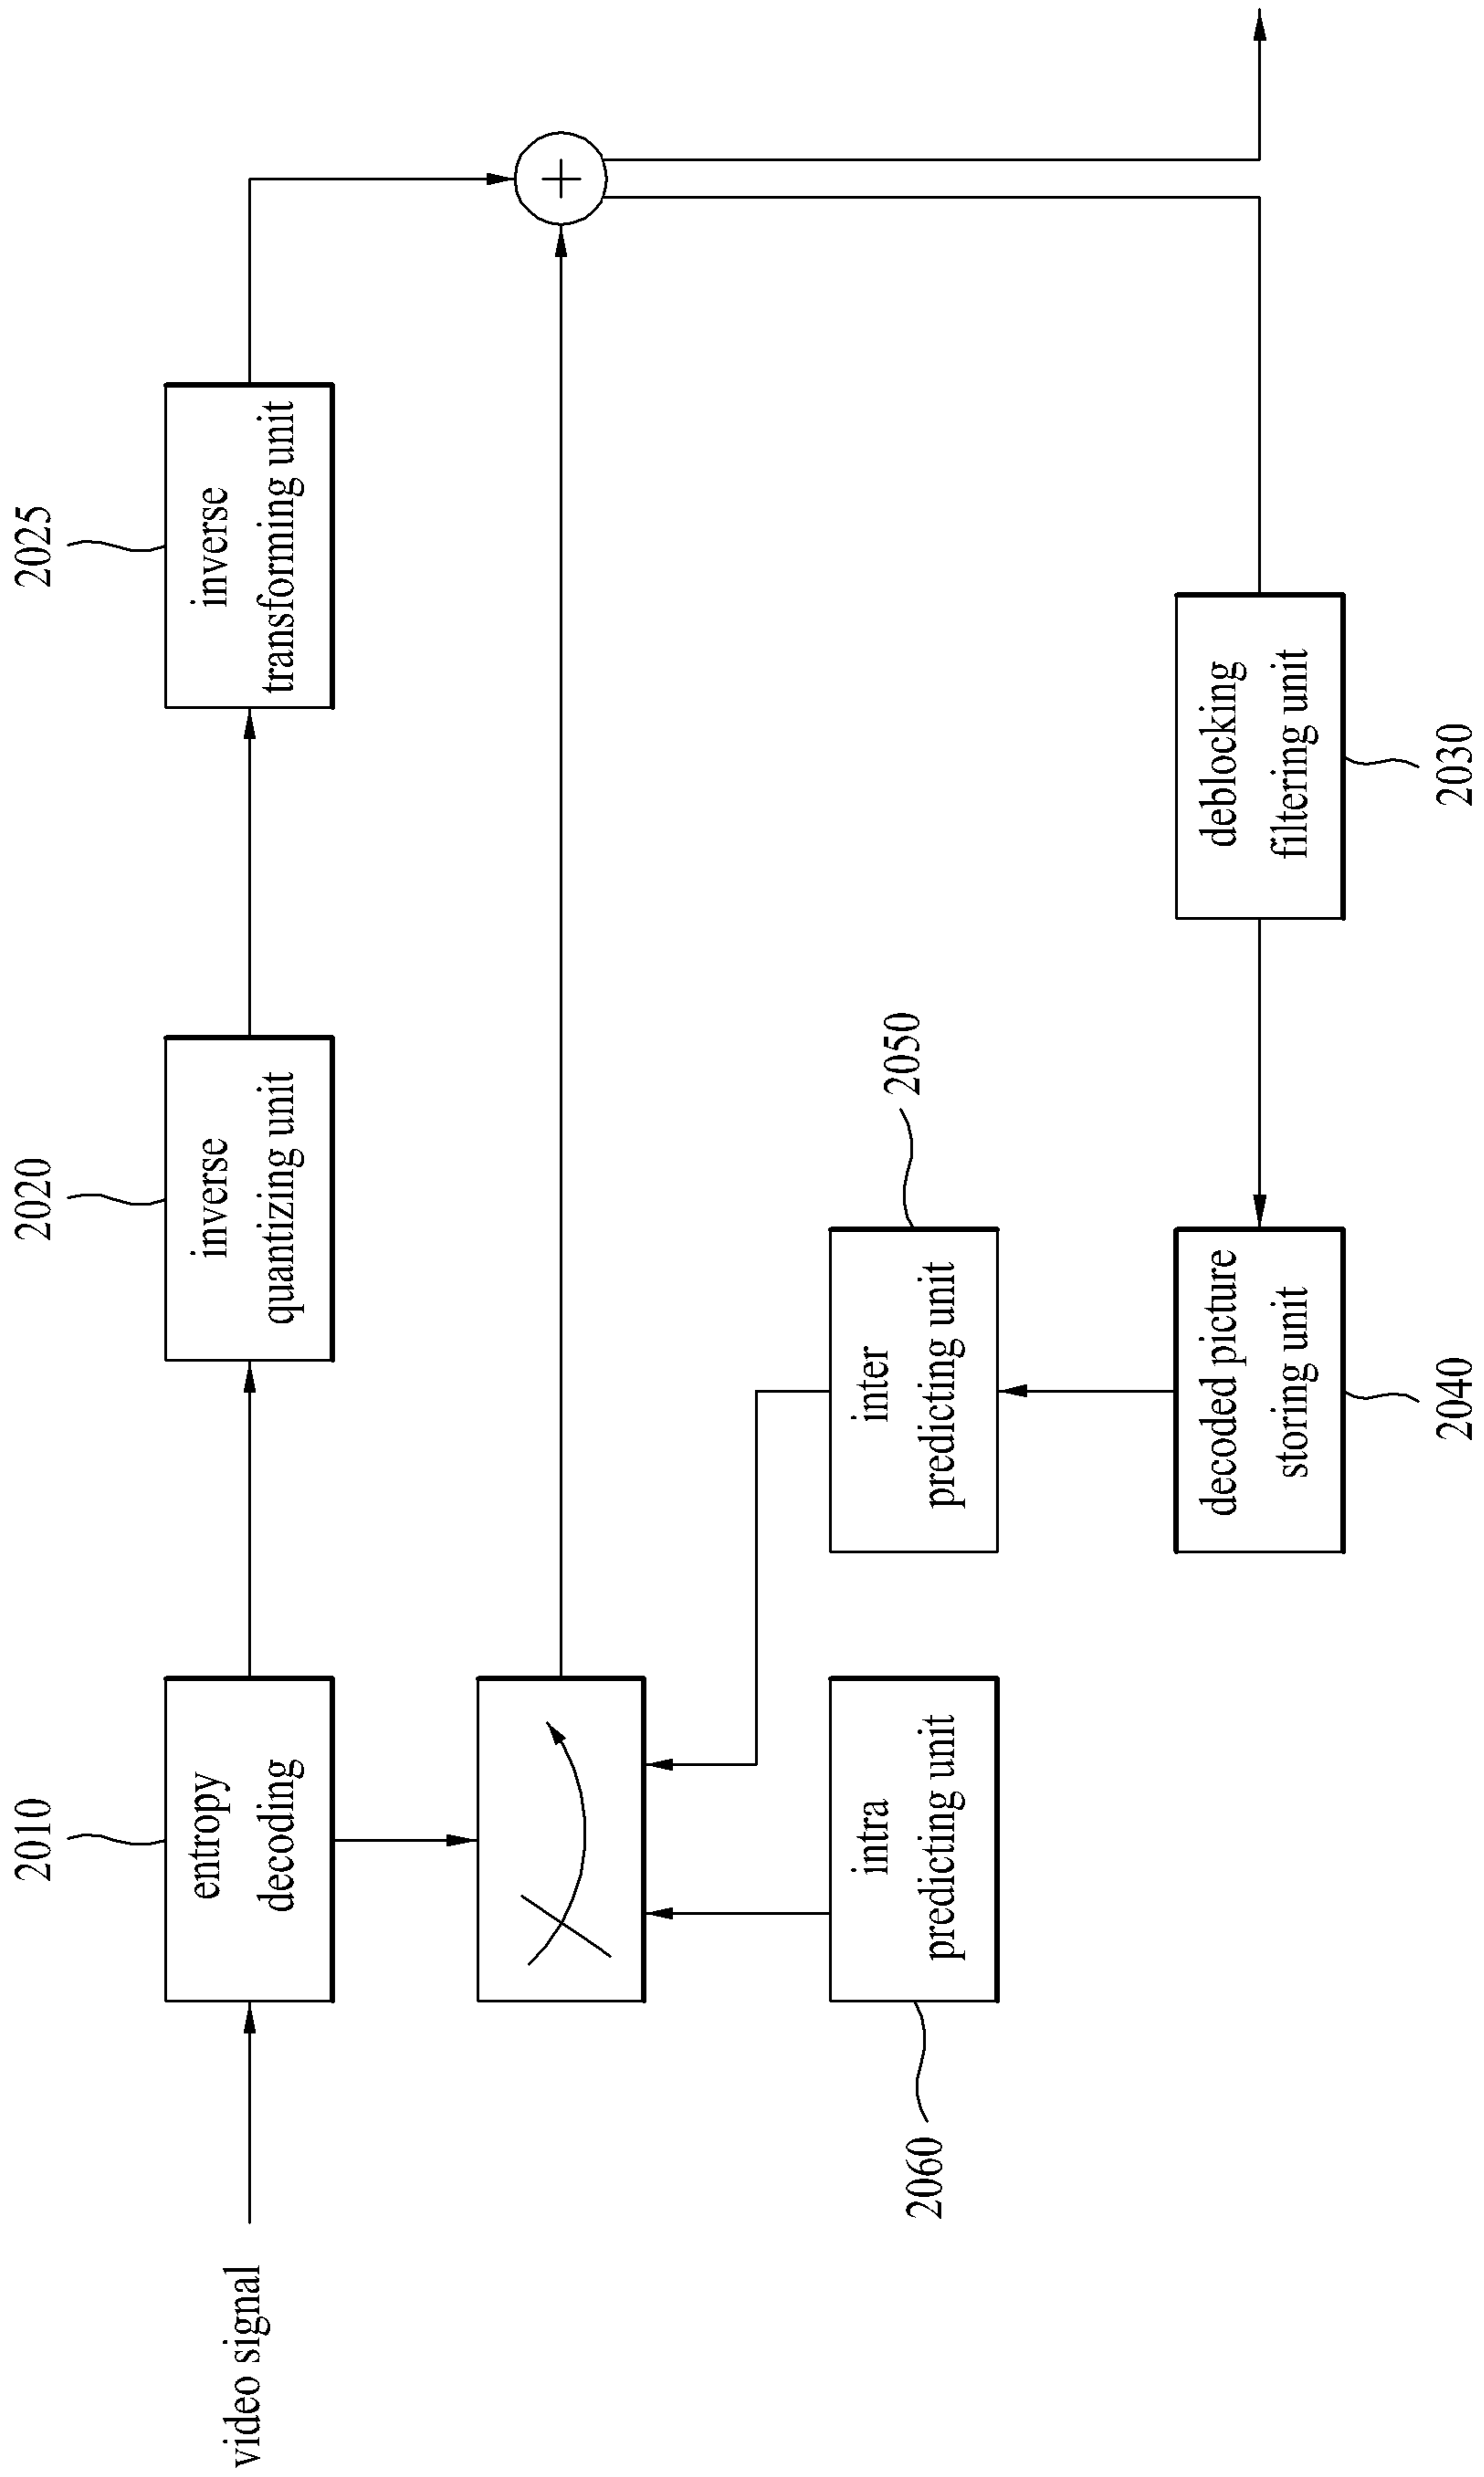 2010
2020
2025
video signal
entropy
decoding
inverse
quantizing unit
inverse
transforming unit
2050
intra
predicting unit
inter
predicting unit
2060
decoded picture
storing unit
deblocking
filtering unit
2040
2030